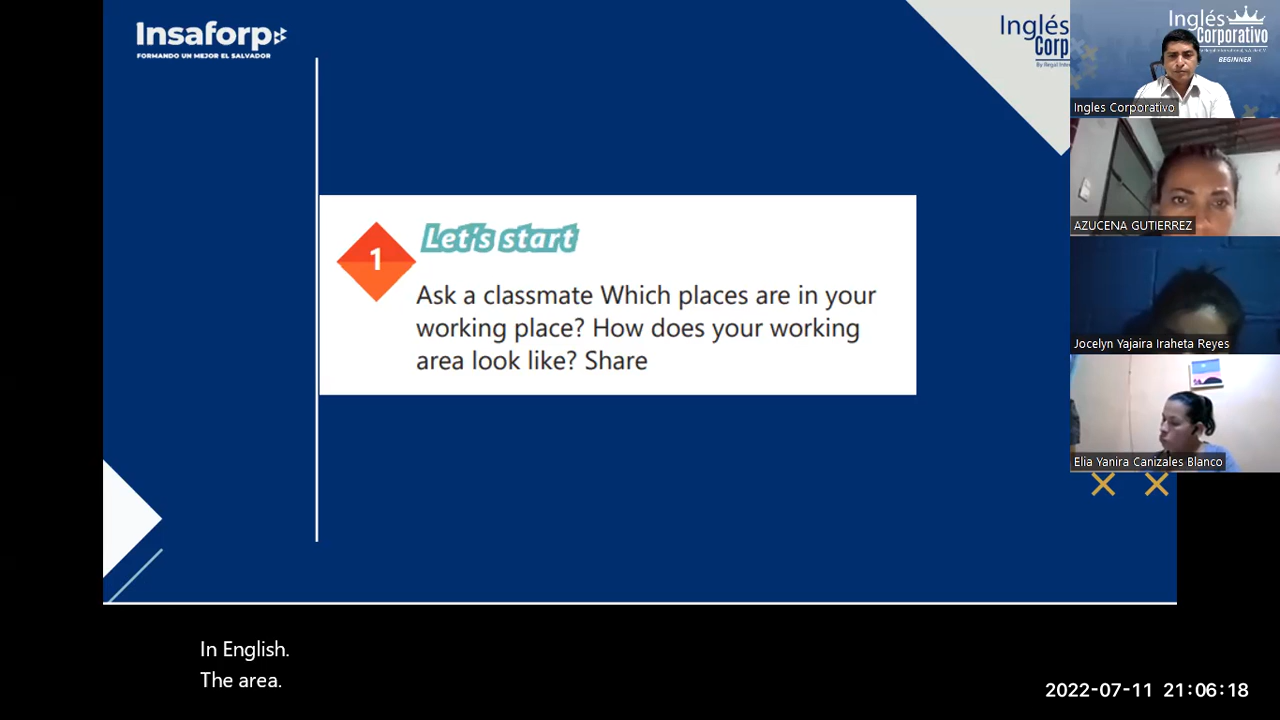 Insaforp
FORMANDO UN MEJOR EL SALVADOR
Inglés
Corp
Inglés
Corporativo
BEGINNER
Ingles Corporativo
AZUCENA GUTIERREZ
Jocelyn Yajaira Iraheta Reyes
Elia Yanira Canizales Blanco
1
Let's start
Ask a classmate Which places are in your
working place? How does your working
area look like? Share
In English.
The area.
2022-07-11 21:06:18